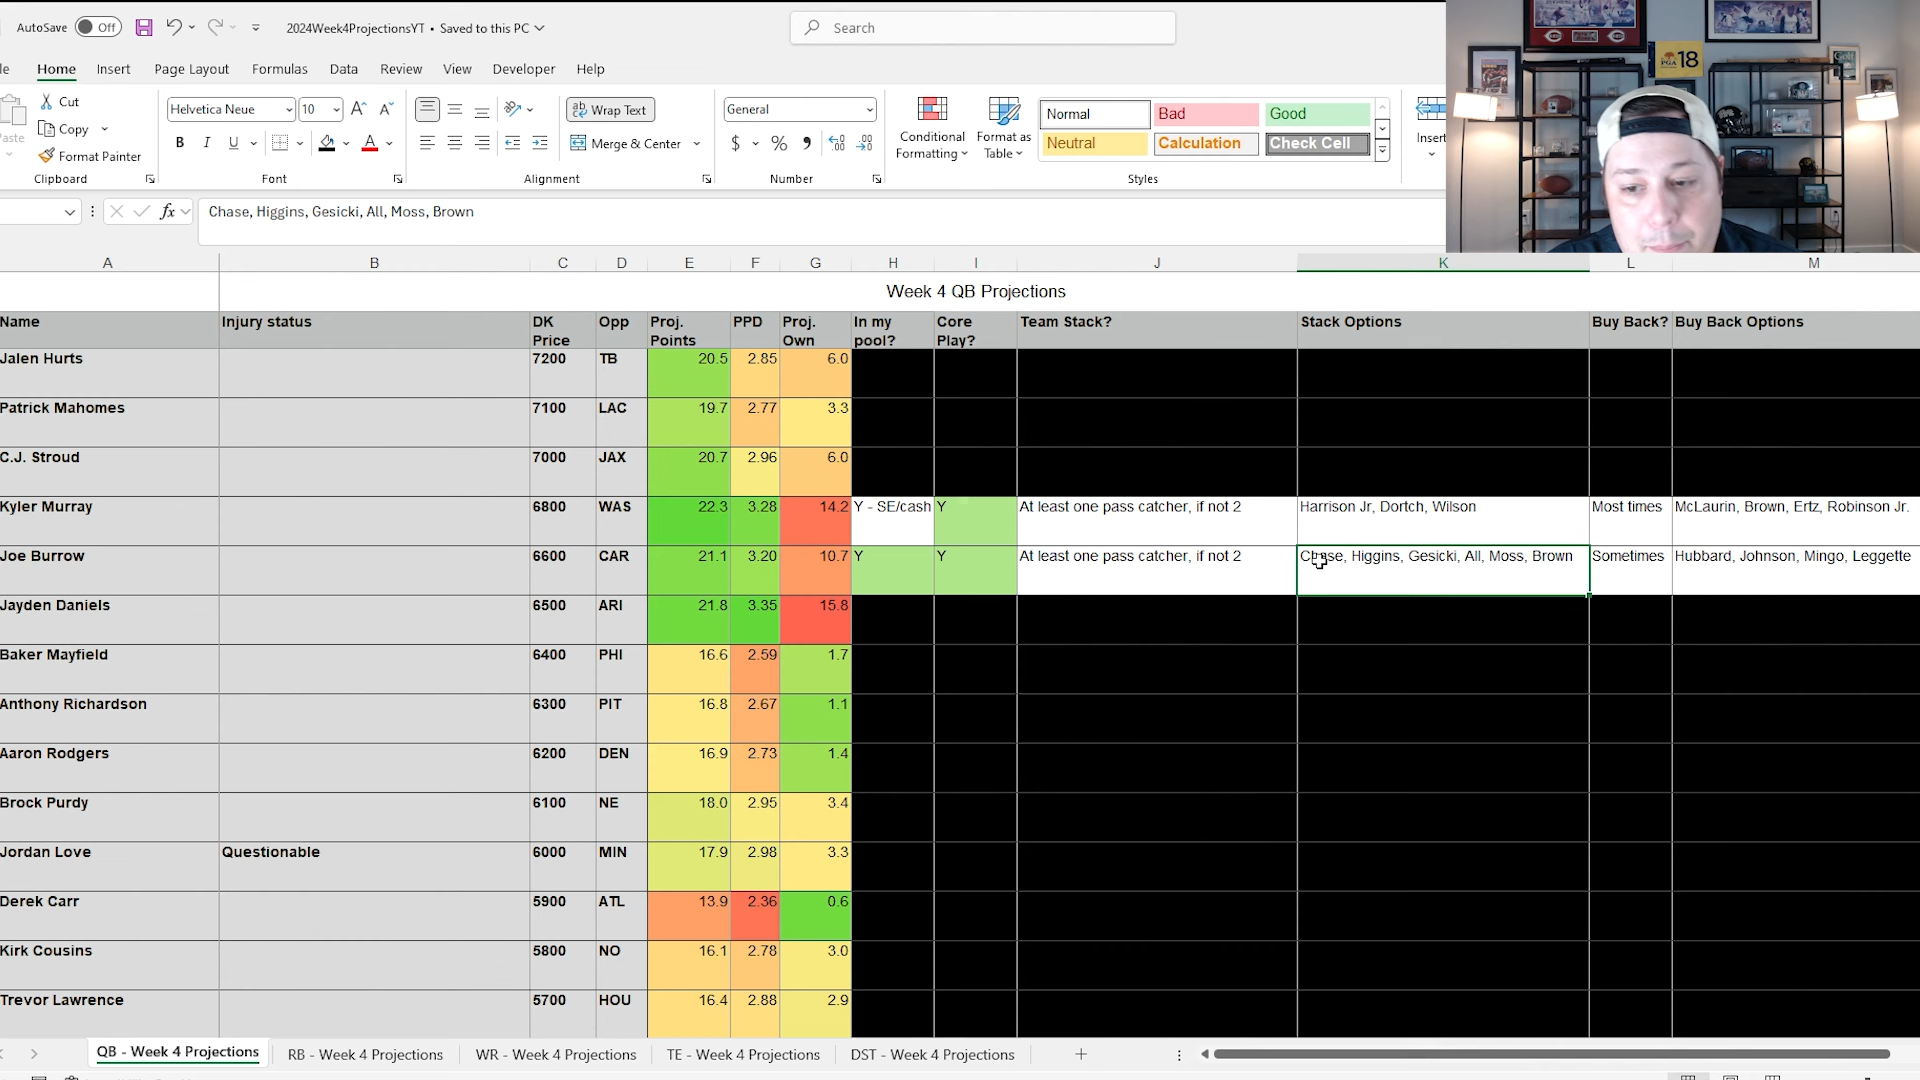 AutoSave Off 2024Week4ProjectionsYT • Saved to this PC Search
Home Insert Page Layout Formulas Data Review View Developer Help
Cut
Copy
Format Painter
Clipboard
Helvetica Neue 10
B I U
Font
Wrap Text
Merge & Center
Alignment
General
$ % 9
Number
Conditional Formatting
Format as Table
Normal Bad Good
Neutral Calculation Check Cell
Styles
Insert
PGA 18
fx Chase, Higgins, Gesicki, All, Moss, Brown
A B C D E F G H I J K L M
Week 4 QB Projections
Name Injury status DK Price Opp Proj. Points PPD Proj. Own In my pool? Core Play? Team Stack? Stack Options Buy Back? Buy Back Options
Jalen Hurts 7200 TB 20.5 2.85 6.0
Patrick Mahomes 7100 LAC 19.7 2.77 3.3
C.J. Stroud 7000 JAX 20.7 2.96 6.0
Kyler Murray 6800 WAS 22.3 3.28 14.2 Y - SE/cash Y At least one pass catcher, if not 2 Harrison Jr, Dortch, Wilson Most times McLaurin, Brown, Ertz, Robinson Jr.
Joe Burrow 6600 CAR 21.1 3.20 10.7 Y Y At least one pass catcher, if not 2 Chase, Higgins, Gesicki, All, Moss, Brown Sometimes Hubbard, Johnson, Mingo, Leggette
Jayden Daniels 6500 ARI 21.8 3.35 15.8
Baker Mayfield 6400 PHI 16.6 2.59 1.7
Anthony Richardson 6300 PIT 16.8 2.67 1.1
Aaron Rodgers 6200 DEN 16.9 2.73 1.4
Brock Purdy 6100 NE 18.0 2.95 3.4
Jordan Love Questionable 6000 MIN 17.9 2.98 3.3
Derek Carr 5900 ATL 13.9 2.36 0.6
Kirk Cousins 5800 NO 16.1 2.78 3.0
Trevor Lawrence 5700 HOU 16.4 2.88 2.9
QB - Week 4 Projections RB - Week 4 Projections WR - Week 4 Projections TE - Week 4 Projections DST - Week 4 Projections